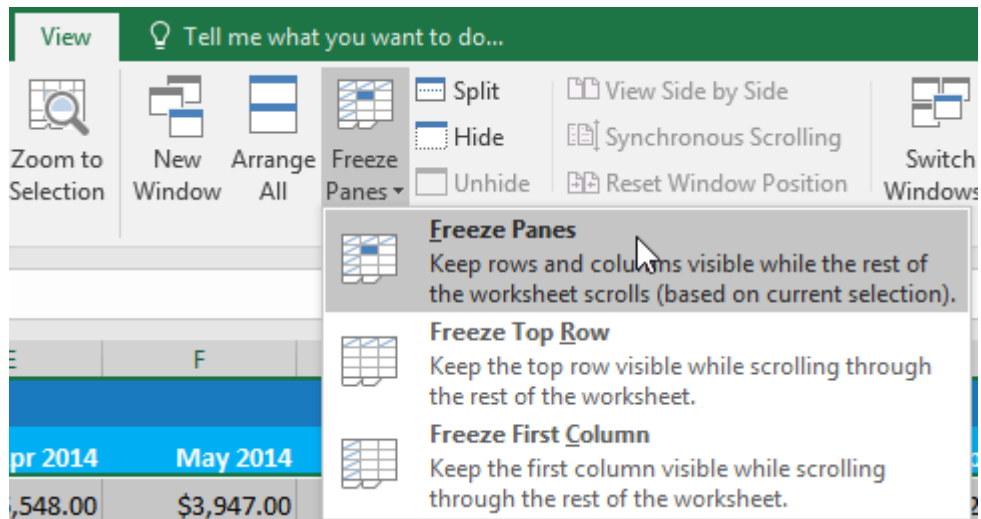 View
Tell me what you want to do...
Zoom to
Selection
New
Window
Arrange
All
Freeze
Panes
Split
Hide
Unhide
View Side by Side
Synchronous Scrolling
Reset Window Position
Switch
Windows
Freeze Panes
Keep rows and columns visible while the rest of
the worksheet scrolls (based on current selection).
Freeze Top Row
Keep the top row visible while scrolling through
the rest of the worksheet.
Freeze First Column
Keep the first column visible while scrolling
through the rest of the worksheet.
F
2014
May 2014
,548.00
$3,947.00